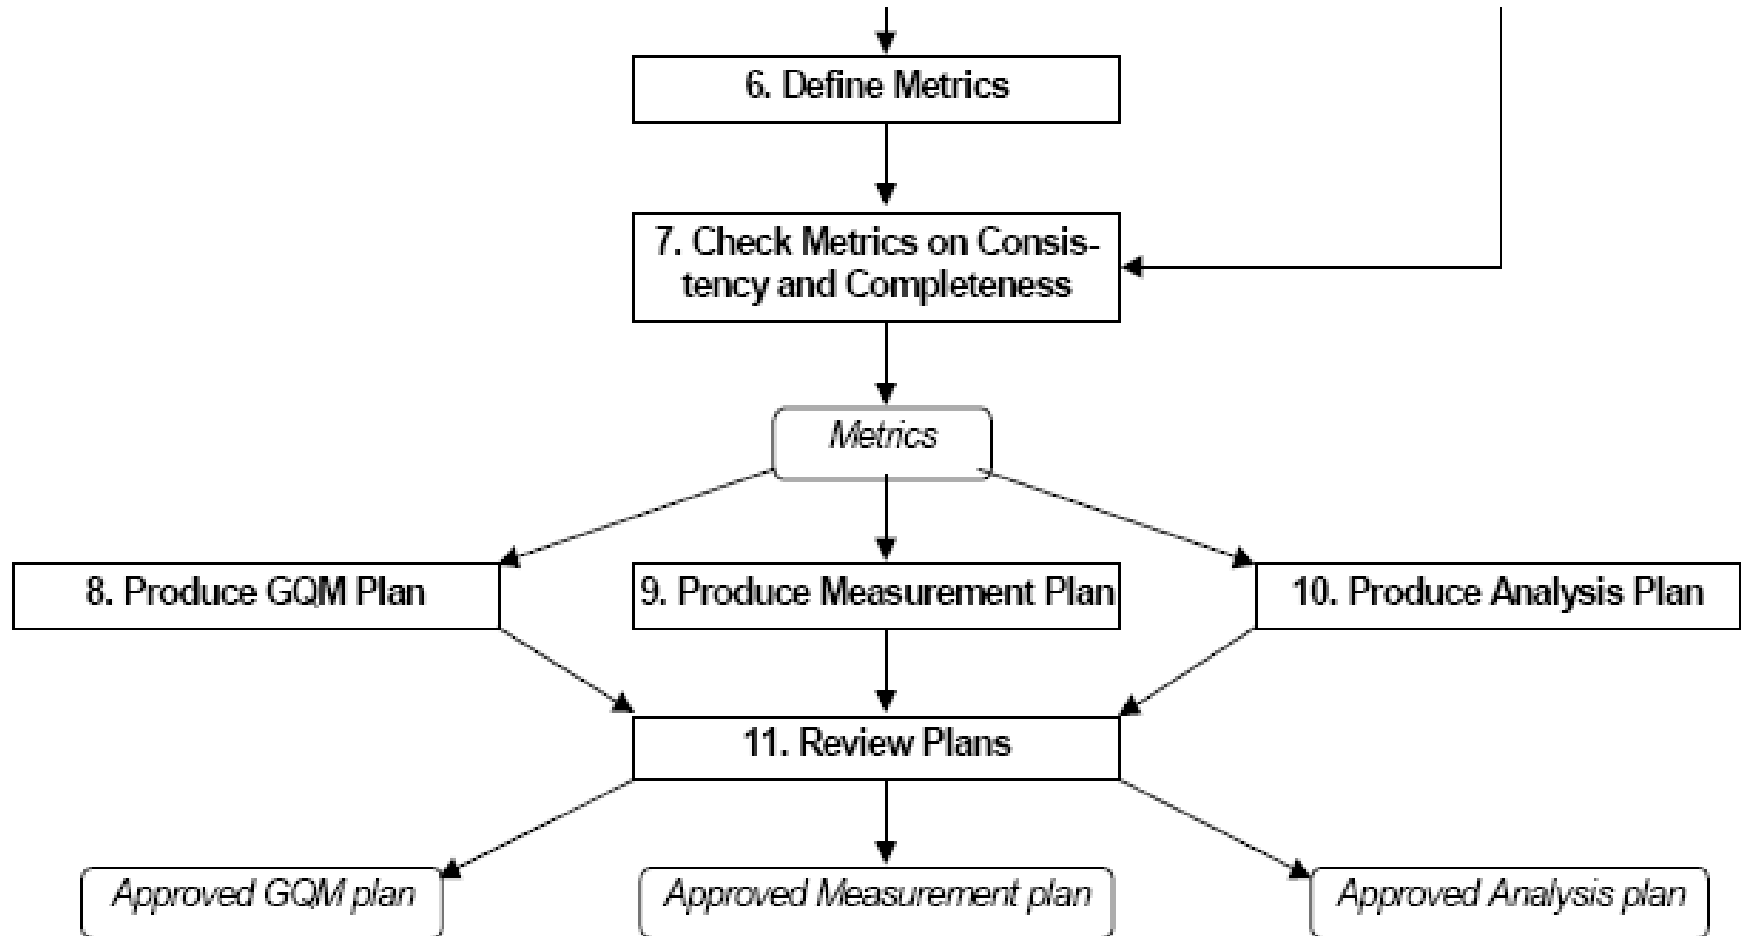 6. Define Metrics
7. Check Metrics on Consis-
tency and Completeness
Metrics
8. Produce GQM Plan
9. Produce Measurement Plan
10. Produce Analysis Plan
11. Review Plans
Approved GQM plan
Approved Measurement plan
Approved Analysis plan